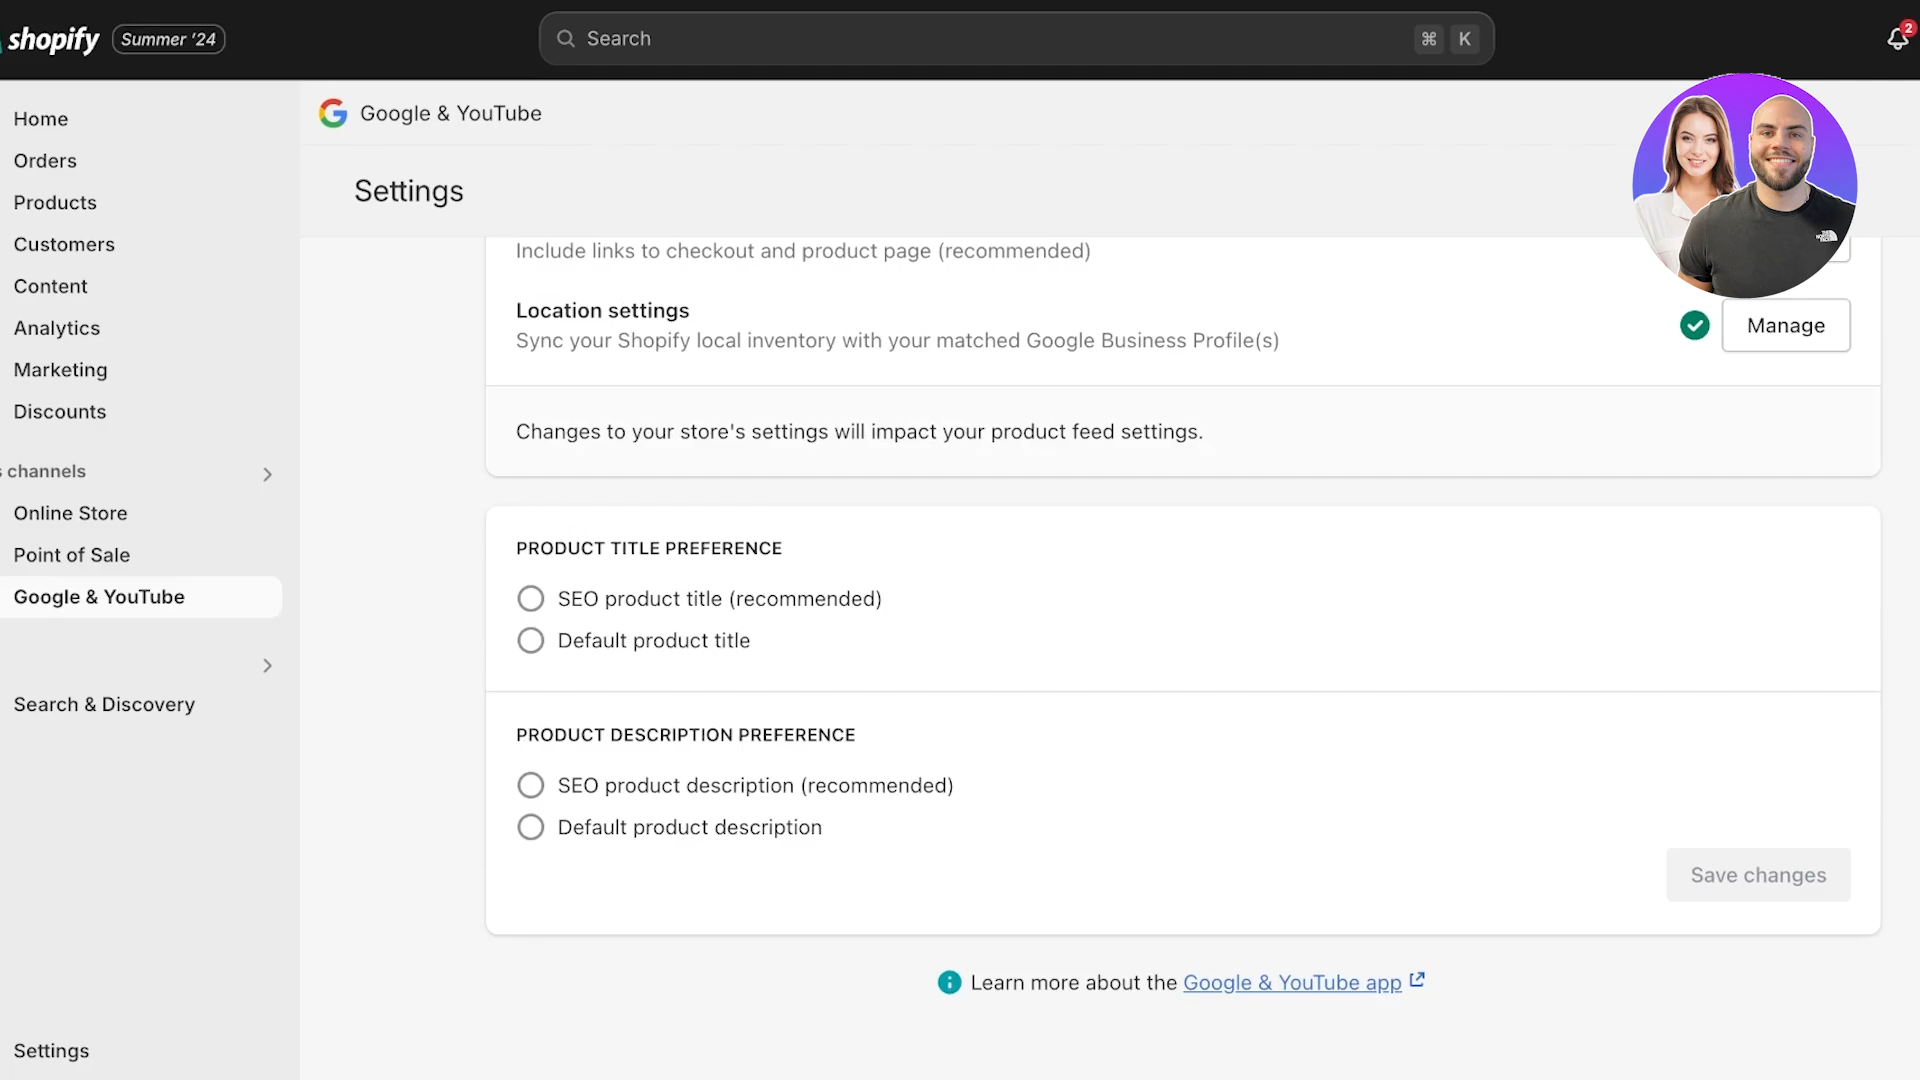 shopify
Summer '24
Search
⌘ K
2
Home
Orders
Products
Customers
Content
Analytics
Marketing
Discounts
s channels
Online Store
Point of Sale
Google & YouTube
Search & Discovery
Settings
Google & YouTube
Settings
Include links to checkout and product page (recommended)
Location settings
Sync your Shopify local inventory with your matched Google Business Profile(s)
Manage
Changes to your store's settings will impact your product feed settings.
PRODUCT TITLE PREFERENCE
SEO product title (recommended)
Default product title
PRODUCT DESCRIPTION PREFERENCE
SEO product description (recommended)
Default product description
Save changes
Learn more about the Google & YouTube app